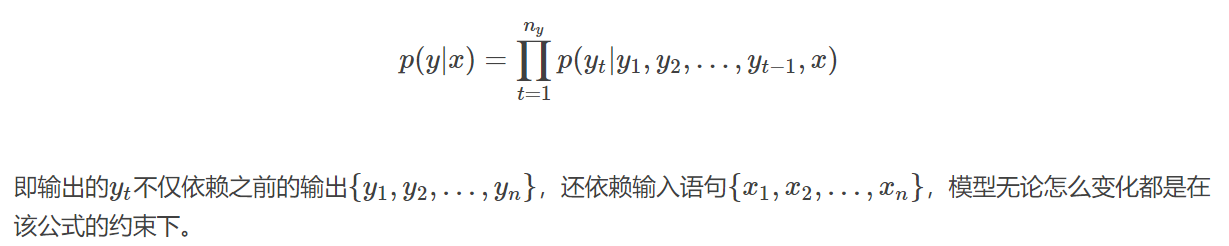 p(y|x) = ∏_{t=1}^{n_y} p(y_t|y_1, y_2, . . . , y_{t−1}, x)
即输出的y_t不仅依赖之前的输出{y_1, y_2, . . . , y_n}，还依赖输入语句{x_1, x_2, . . . , x_n}，模型无论怎么变化都是在
该公式的约束下。